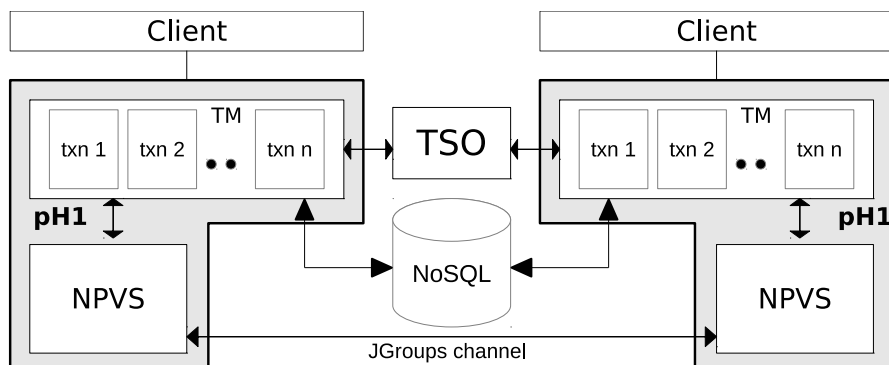 Client
Client
TM
txn 1 txn 2 txn n
TSO
TM
txn 1 txn 2 txn n
pH1
pH1
NoSQL
NPVS
NPVS
JGroups channel